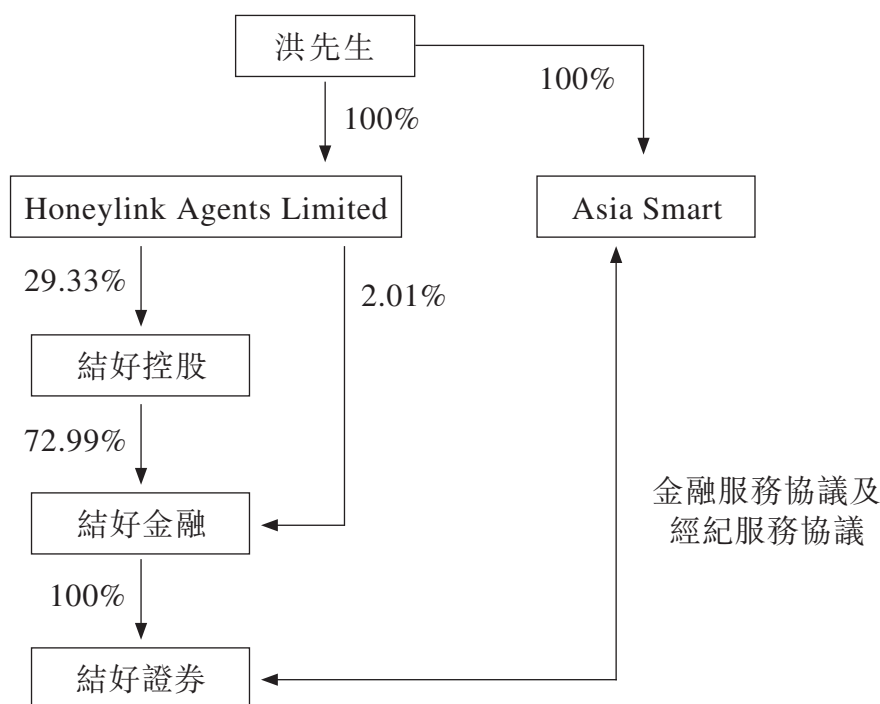 洪先生
100%
100%
Honeylink Agents Limited
Asia Smart
29.33%
2.01%
結好控股
72.99%
金融服務協議及
經紀服務協議
結好金融
100%
結好證券